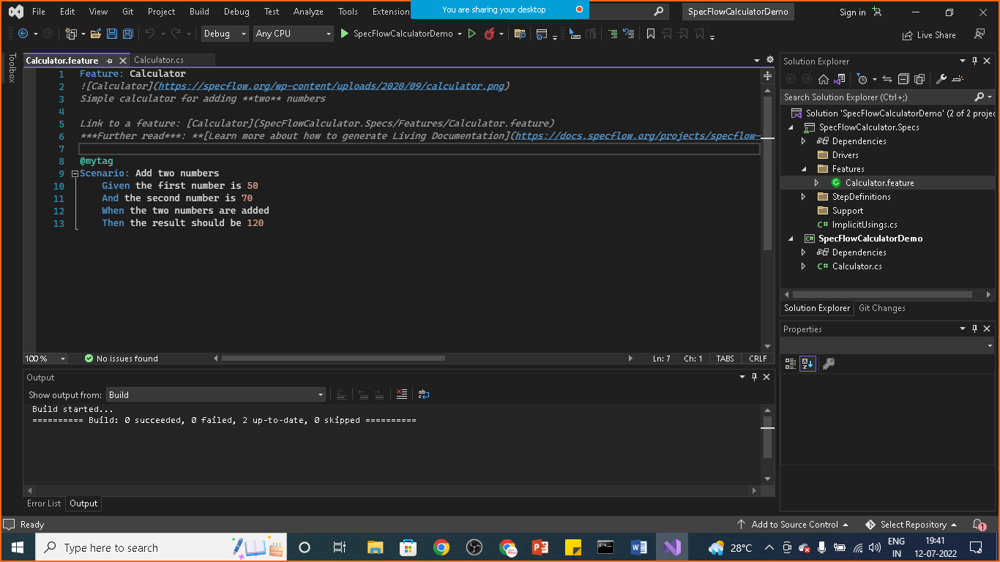 File Edit View Git Project Build Debug Test Analyze Tools Extension
You are sharing your desktop
SpecFlowCalculatorDemo
Sign in
Debug
Any CPU
SpecFlowCalculatorDemo
Live Share
Toolbox
Calculator.feature
Calculator.cs
1 Feature: Calculator
2 ![Calculator](https://specflow.org/wp-content/uploads/2020/09/calculator.png)
3 Simple calculator for adding **two** numbers
4
5 Link to a feature: [Calculator](SpecFlowCalculator.Specs/Features/Calculator.feature)
6 ***Further read***: **[Learn more about how to generate Living Documentation](https://docs.specflow.org/projects/specflow-
7
8 @mytag
9 Scenario: Add two numbers
10 Given the first number is 50
11 And the second number is 70
12 When the two numbers are added
13 Then the result should be 120
100 %
No issues found
Ln: 7 Ch: 1 TABS CRLF
Output
Show output from: Build
Build started...
========== Build: 0 succeeded, 0 failed, 2 up-to-date, 0 skipped ==========
Error List Output
Solution Explorer
Search Solution Explorer (Ctrl+;)
Solution 'SpecFlowCalculatorDemo' (2 of 2 projec
SpecFlowCalculator.Specs
Dependencies
Drivers
Features
Calculator.feature
StepDefinitions
Support
C# ImplicitUsings.cs
C# SpecFlowCalculatorDemo
Dependencies
C# Calculator.cs
Solution Explorer Git Changes
Properties
Ready
Add to Source Control
Select Repository
1
Type here to search
28°C
ENG
IN
19:41
12-07-2022